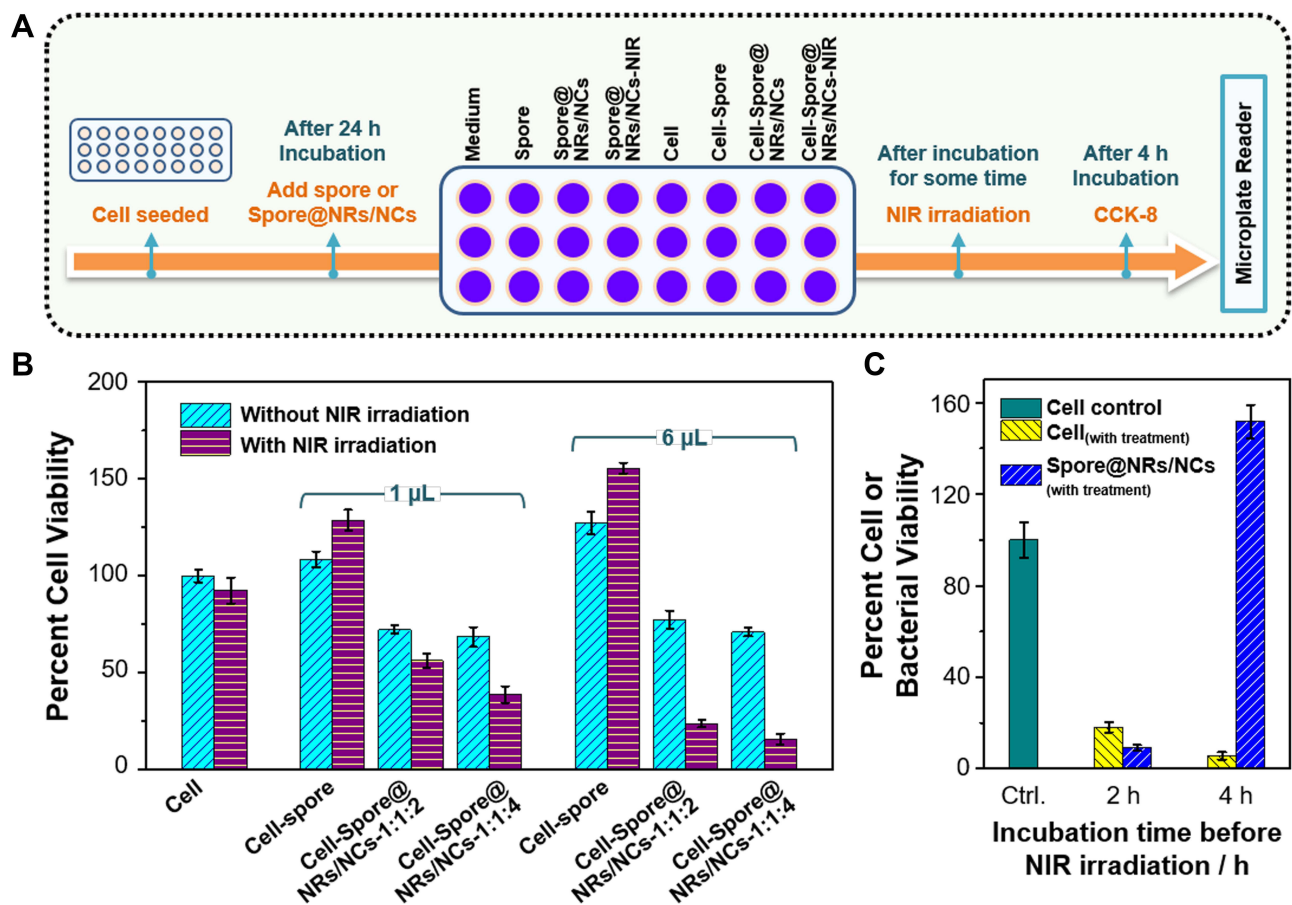 A
After 24 h
Incubation
Add spore or
Spore@NRs/NCs
Cell seeded
Medium
Spore
Spore@
NRs/NCs
Spore@
NRs/NCs-NIR
Cell
Cell-Spore
Cell-Spore@
NRs/NCs
Cell-Spore@
NRs/NCs-NIR
After incubation
for some time
NIR irradiation
After 4 h
Incubation
CCK-8
Microplate Reader
B
Percent Cell Viability
200
150
100
50
0
Without NIR irradiation
With NIR irradiation
1 µL
6 µL
Cell
Cell-spore
Cell-Spore@
NRs/NCs-1:1:2
Cell-Spore@
NRs/NCs-1:1:4
Cell-spore
Cell-Spore@
NRs/NCs-1:1:2
Cell-Spore@
NRs/NCs-1:1:4
C
Percent Cell or
Bacterial Viability
160
120
80
40
0
Cell control
Cell(with treatment)
Spore@NRs/NCs
(with treatment)
Ctrl.
2 h
4 h
Incubation time before
NIR irradiation / h